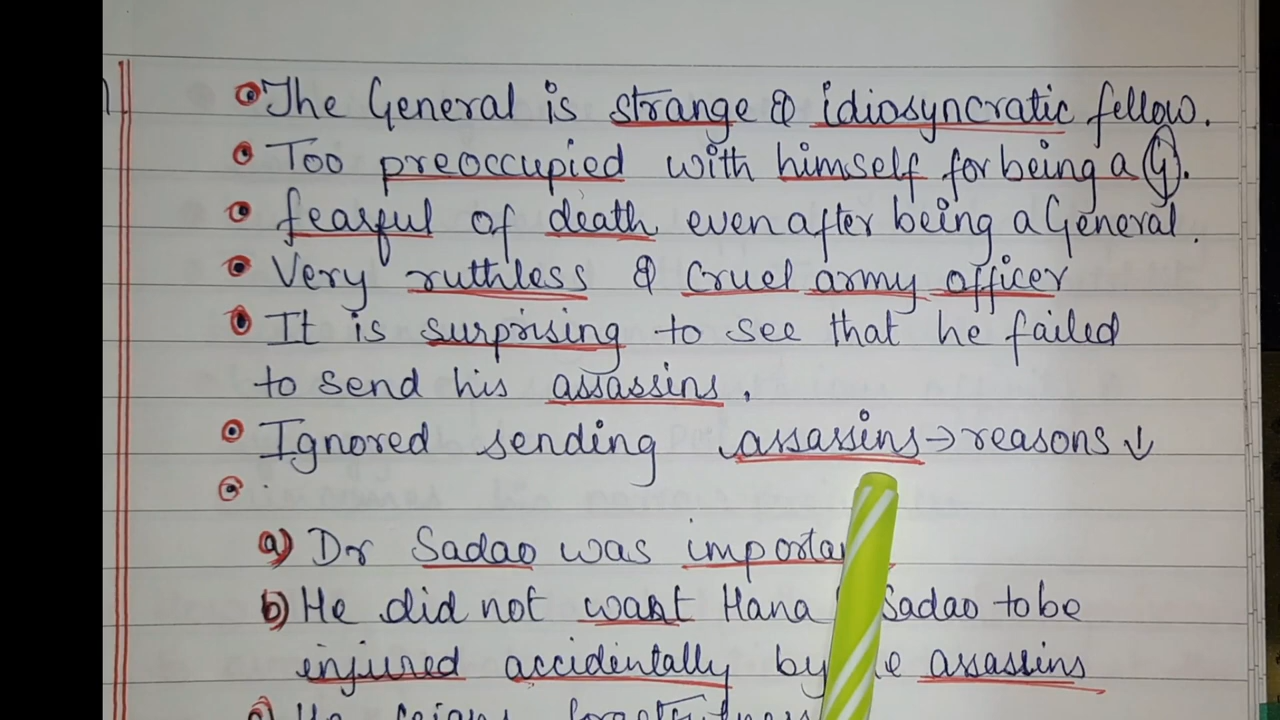 The General is strange & idiosyncratic fellow.
Too preoccupied with himself for being a G.
fearful of death even after being a General.
Very ruthless & cruel army officer
It is surprising to see that he failed
to send his assassins.
Ignored sending assassins → reasons ↓
a) Dr Sadao was
b) He did not want Hana Sadao to be
injured accidentally by assassins